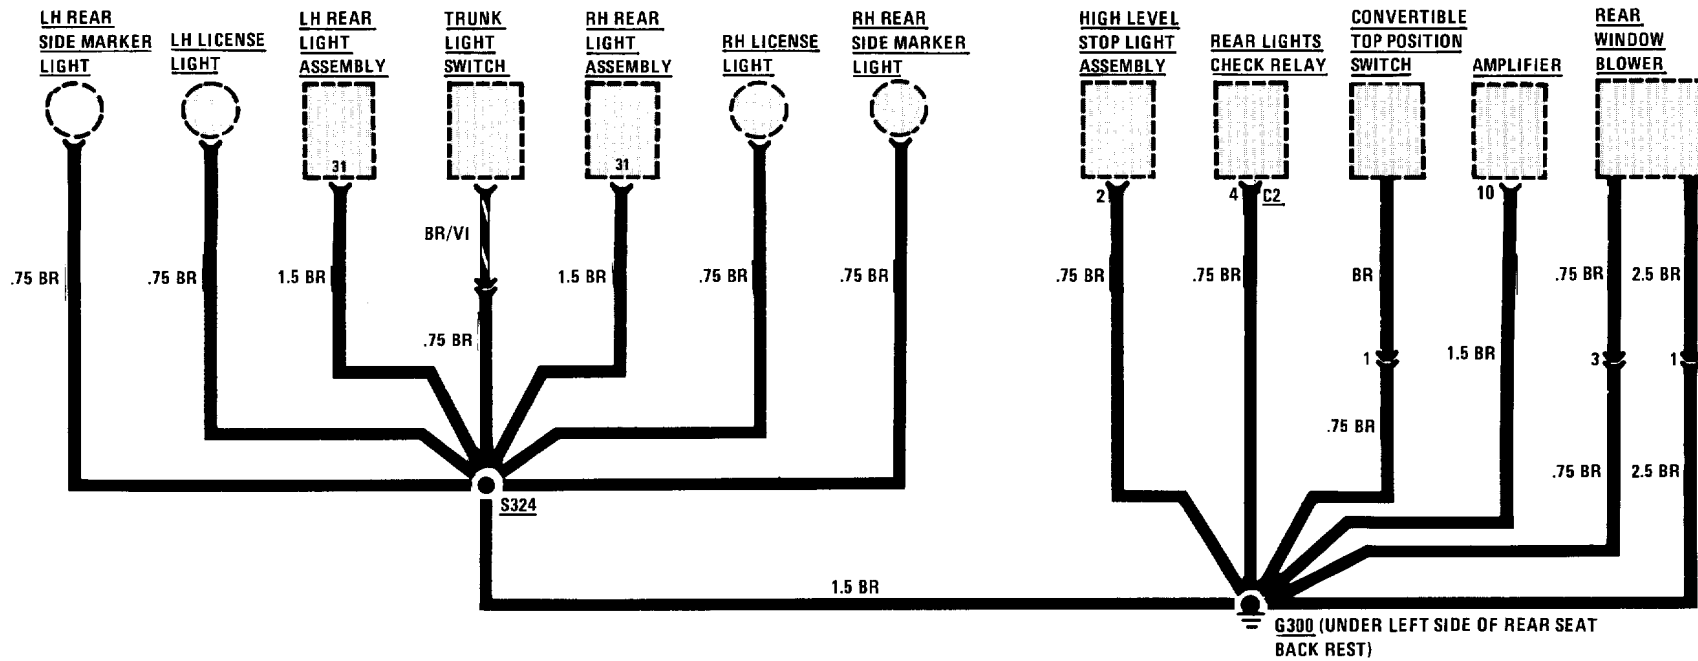 LH REAR
SIDE MARKER
LIGHT
LH LICENSE
LIGHT
LH REAR
LIGHT
ASSEMBLY
TRUNK
LIGHT
SWITCH
RH REAR
LIGHT
ASSEMBLY
RH LICENSE
LIGHT
RH REAR
SIDE MARKER
LIGHT
HIGH LEVEL
STOP LIGHT
ASSEMBLY
REAR LIGHTS
CHECK RELAY
CONVERTIBLE
TOP POSITION
SWITCH
AMPLIFIER
REAR
WINDOW
BLOWER
31
31
2
4
C2
10
BR/VI
.75 BR
.75 BR
1.5 BR
1.5 BR
.75 BR
.75 BR
.75 BR
.75 BR
BR
.75 BR
2.5 BR
.75 BR
1
1.5 BR
3
1
.75 BR
.75 BR
2.5 BR
S324
1.5 BR
G300 (UNDER LEFT SIDE OF REAR SEAT
BACK REST)